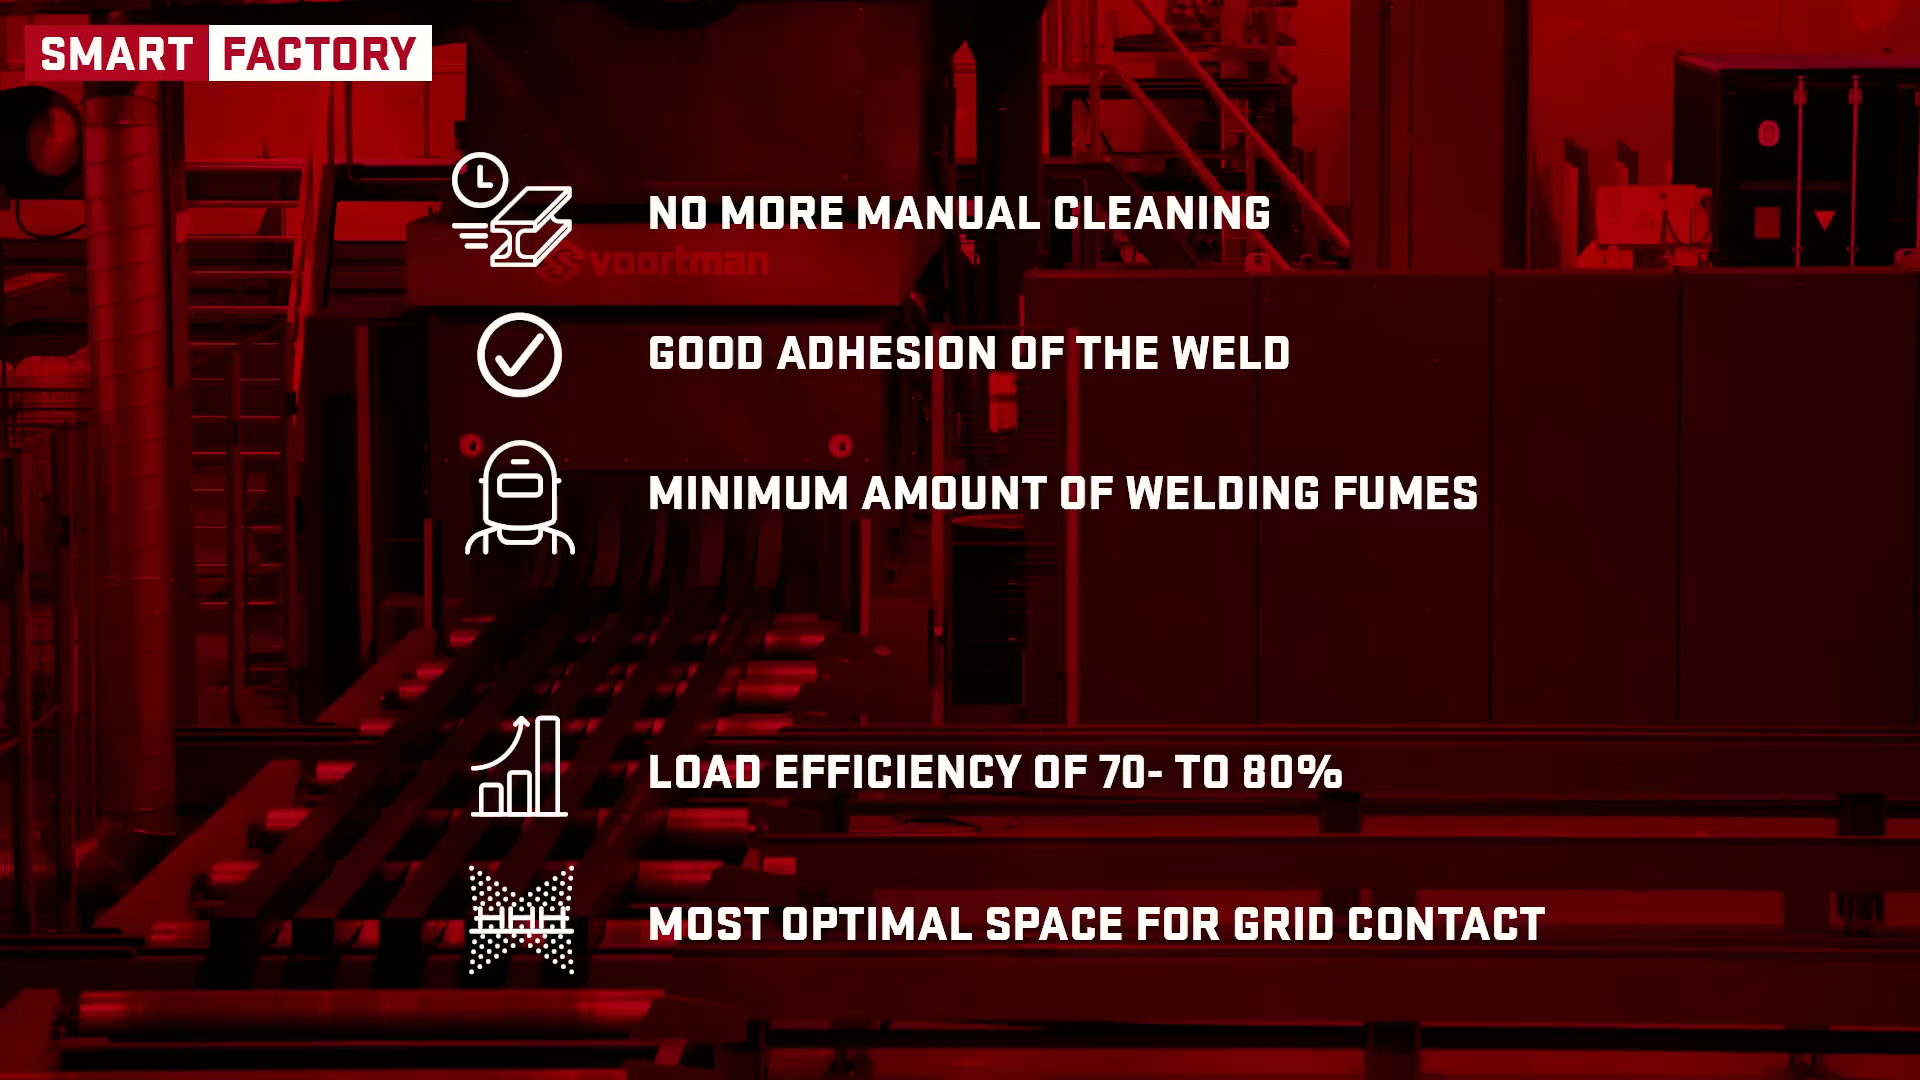 SMART FACTORY
NO MORE MANUAL CLEANING
voortman
GOOD ADHESION OF THE WELD
MINIMUM AMOUNT OF WELDING FUMES
LOAD EFFICIENCY OF 70- TO 80%
MOST OPTIMAL SPACE FOR GRID CONTACT